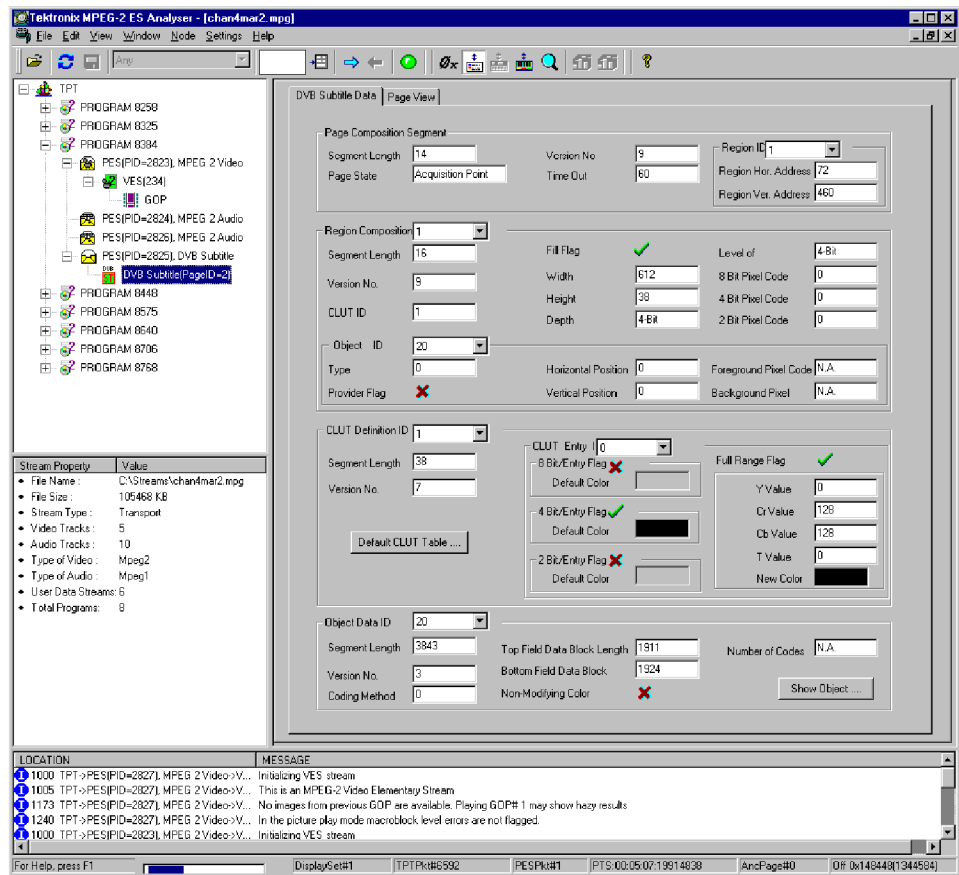 Tektronix MPEG-2 ES Analyser - [chan4mar2.mpg]
File Edit View Window Node Settings Help
Any
TPT
PROGRAM 8258
PROGRAM 8325
PROGRAM 8384
PES(PID=2823), MPEG 2 Video
VES(234)
GOP
PES(PID=2824), MPEG 2 Audio
PES(PID=2826), MPEG 2 Audio
PES(PID=2825), DVB Subtitle
DVB Subtitle(PageID=2)
PROGRAM 8448
PROGRAM 8575
PROGRAM 8640
PROGRAM 8706
PROGRAM 8768
Stream Property Value
File Name : C:\Streams\chan4mar2.mpg
File Size : 105468 KB
Stream Type : Transport
Video Tracks : 5
Audio Tracks : 10
Type of Video : Mpeg2
Type of Audio : Mpeg1
User Data Streams: 6
Total Programs: 8
DVB Subtitle Data Page View
Page Composition Segment
Segment Length 14 Version No 9
Page State Acquisition Point Time Out 60
Region ID 1
Region Hor. Address 72
Region Ver. Address 460
Region Composition 1
Segment Length 16 Fill Flag Level of 4-Bit
Version No. 9 Width 612 8 Bit Pixel Code 0
Height 38 4 Bit Pixel Code 0
CLUT ID 1 Depth 4-Bit 2 Bit Pixel Code 0
Object ID 20
Type 0 Horizontal Position 0 Foreground Pixel Code N.A.
Provider Flag Vertical Position 0 Background Pixel N.A.
CLUT Definition ID 1
Segment Length 38
Version No. 7
Default CLUT Table ....
CLUT Entry I 0
8 Bit/Entry Flag
Default Color
4 Bit/Entry Flag
Default Color
2 Bit/Entry Flag
Default Color
Full Range Flag
Y Value 0
Cr Value 128
Cb Value 128
T Value 0
New Color
Object Data ID 20
Segment Length 3843 Top Field Data Block Length 1911 Number of Codes N.A.
Version No. 3 Bottom Field Data Block 1924
Coding Method 0 Non-Modifying Color Show Object ....
LOCATION MESSAGE
1000 TPT->PES(PID=2827), MPEG 2 Video->V... Initializing VES stream
1005 TPT->PES(PID=2827), MPEG 2 Video->V... This is an MPEG-2 Video Elementary Stream
1173 TPT->PES(PID=2827), MPEG 2 Video->V... No images from previous GOP are available. Playing GOP# 1 may show hazy results
1240 TPT->PES(PID=2827), MPEG 2 Video->V... In the picture play mode macroblock level errors are not flagged.
1000 TPT->PES(PID=2823), MPEG 2 Video->V... Initializing VES stream
For Help, press F1 DisplaySet#1 TPTPkt#6592 PESPkt#1 PTS:00:05:07:19914838 AncPage#0 Off 0x148448(1344584)